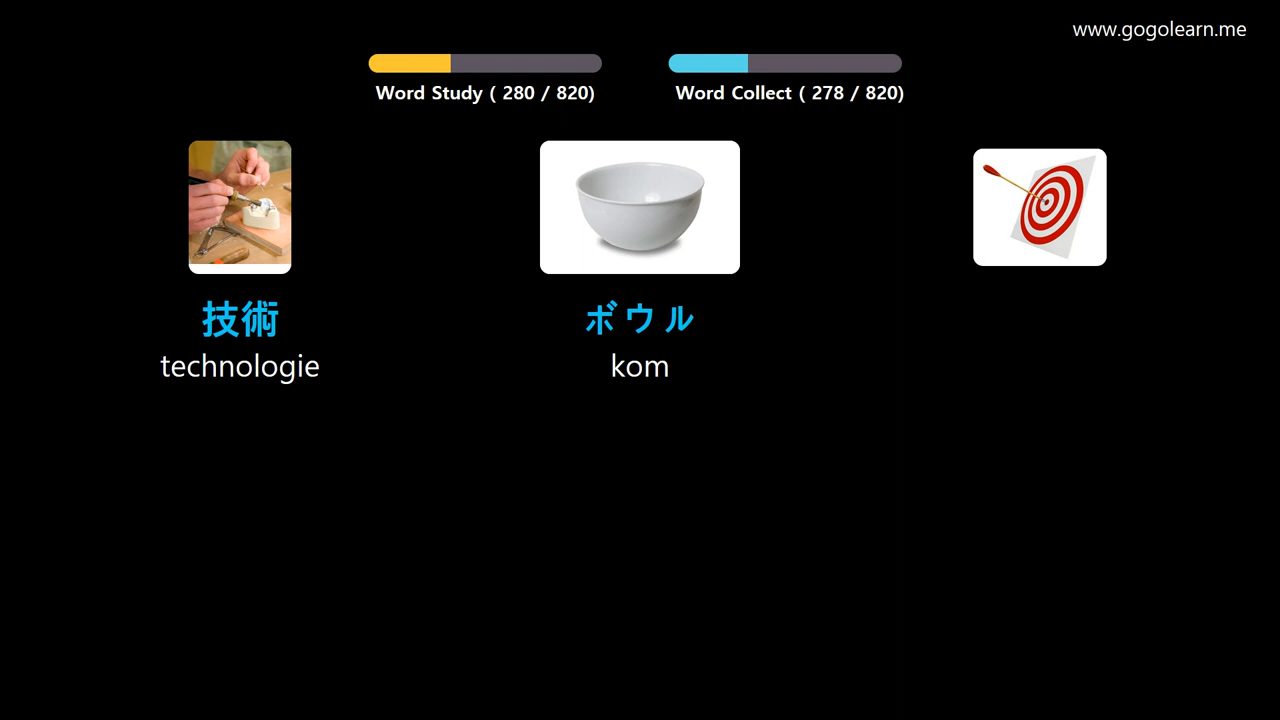 www.gogolearn.me
Word Study ( 280 / 820)
Word Collect ( 278 / 820)
技術
ボウル
technologie
kom